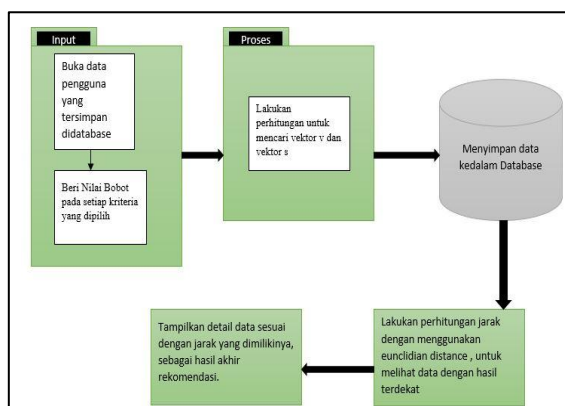 Input
Buka data
pengguna
yang
tersimpan
didatabase
Beri Nilai Bobot
pada setiap kriteria
yang dipilih
Proses
Lakukan
perhitungan untuk
mencari vektor v dan
vektor s
Menyimpan data
kedalam Database
Lakukan perhitungan jarak
dengan menggunakan
eunclidian distance , untuk
melihat data dengan hasil
terdekat
Tampilkan detail data sesuai
dengan jarak yang dimilikinya,
sebagai hasil akhir
rekomendasi.